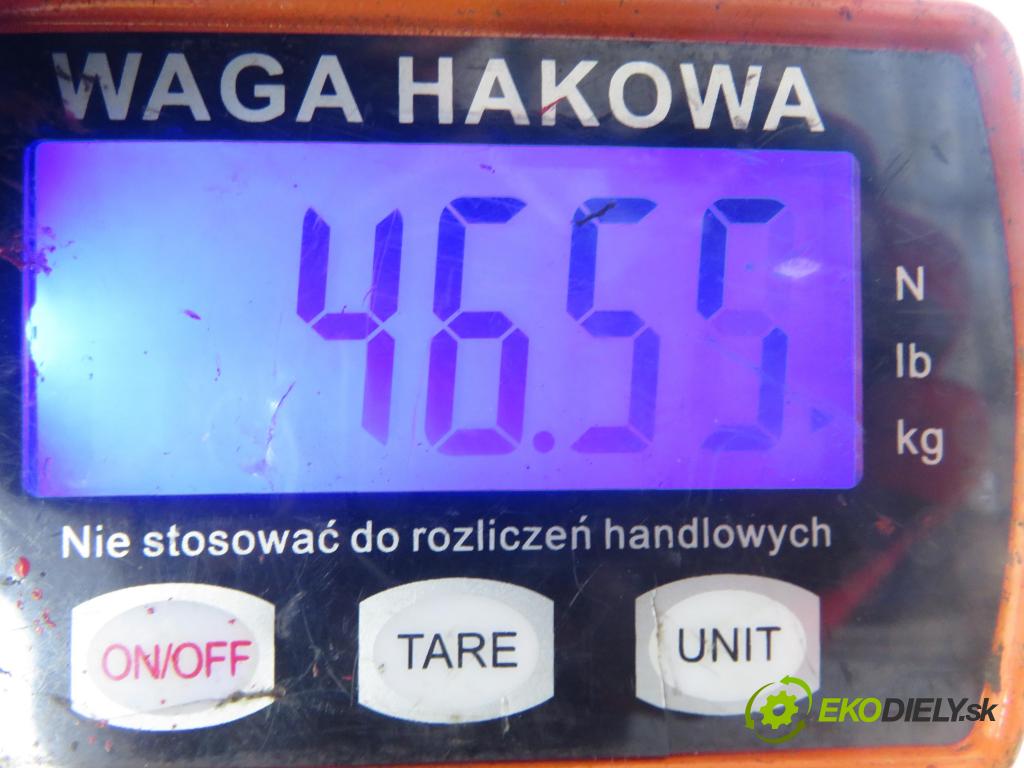 WAGA HAKOWA
46.55
N
lb
kg
Nie stosować do rozliczeń handlowych
ON/OFF
TARE
UNIT
EKODIELY.sk